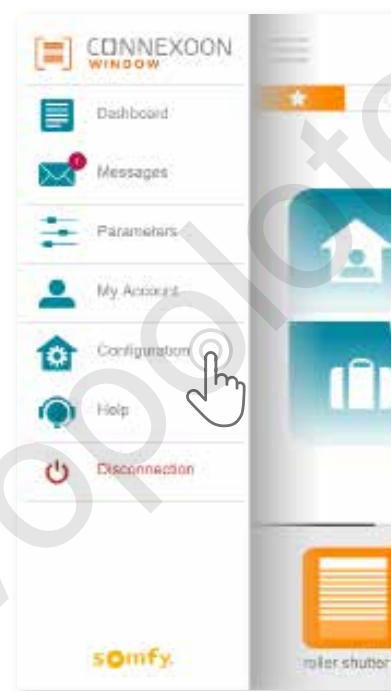 CONNEXOON
WINDOW
Dashboard
Messages
Parameters
My Account
Configuration
Help
Disconnection
somfy.
roller shutter